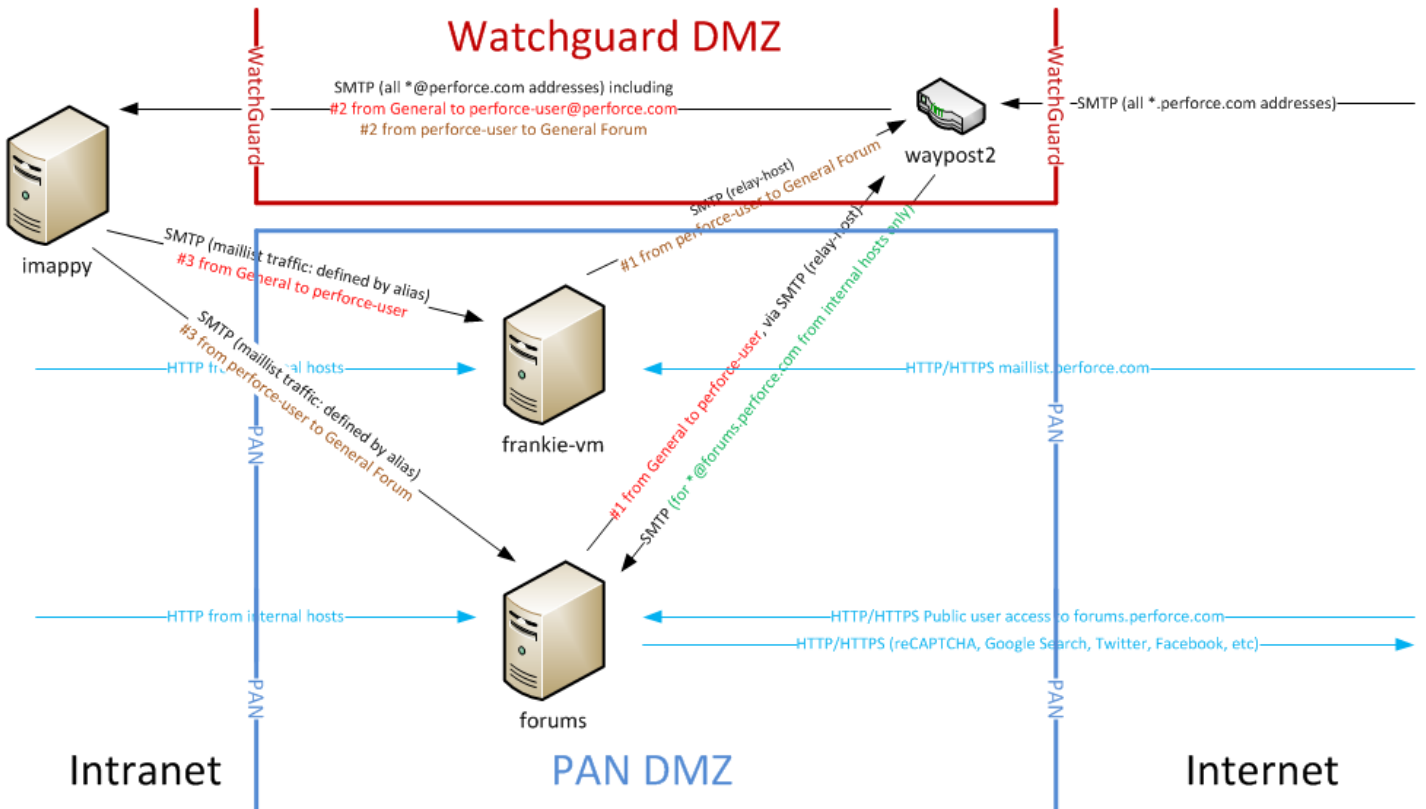 Watchguard DMZ
WatchGuard
WatchGuard
SMTP (all *@perforce.com addresses) including
#2 from General to perforce-user@perforce.com
#2 from perforce-user to General Forum
SMTP (all *.perforce.com addresses)
waypost2
imappy
SMTP (relay-host)
#1 from perforce-user to General Forum
SMTP (maillist traffic: defined by alias)
#3 from General to perforce-user
SMTP (maillist traffic: defined by alias)
#3 from perforce-user to General Forum
#1 from General to perforce-user, via SMTP (relay-host)
SMTP (for *@forums.perforce.com from internal hosts only)
HTTP hosts
HTTP/HTTPS maillist.perforce.com
frankie-vm
PAN
PAN
HTTP from internal hosts
HTTP/HTTPS Public user access to forums.perforce.com
HTTP/HTTPS (reCAPTCHA, Google Search, Twitter, Facebook, etc)
PAN
PAN
forums
Intranet
PAN DMZ
Internet